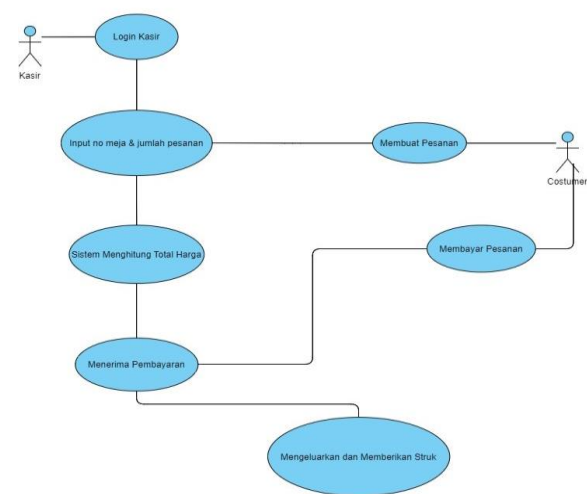 Login Kasir
Kasir
Input no meja & jumlah pesanan
Membuat Pesanan
Costumer
Sistem Menghitung Total Harga
Membayar Pesanan
Menerima Pembayaran
Mengeluarkan dan Memberikan Struk